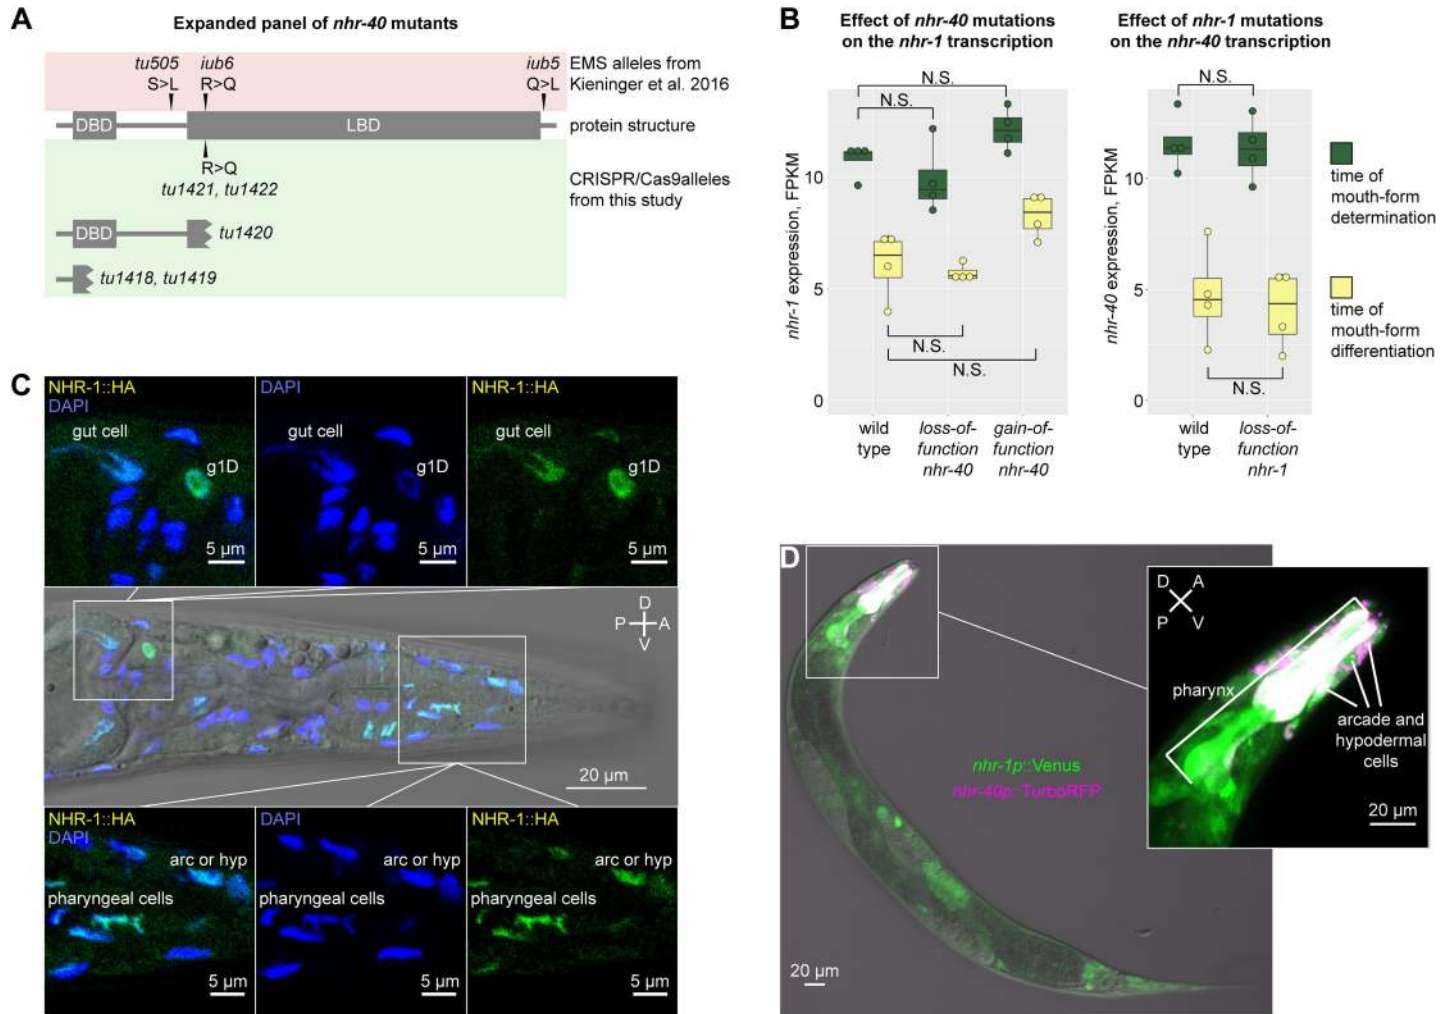 A
Expanded panel of nhr-40 mutants
tu505 iub6 iub5
S>L R>Q Q>L
EMS alleles from
Kieninger et al. 2016
DBD LBD
protein structure
R>Q
tu1421, tu1422
CRISPR/Cas9alleles
from this study
DBD
tu1420
tu1418, tu1419
B
Effect of nhr-40 mutations
on the nhr-1 transcription
N.S.
N.S.
10
5
0
nhr-1 expression, FPKM
N.S.
N.S.
wild
type
loss-of-
function
nhr-40
gain-of-
function
nhr-40
Effect of nhr-1 mutations
on the nhr-40 transcription
N.S.
10
5
0
nhr-40 expression, FPKM
N.S.
wild
type
loss-of-
function
nhr-1
time of
mouth-form
determination
time of
mouth-form
differentiation
C
NHR-1::HA
DAPI
gut cell
g1D
5 µm
DAPI
gut cell
g1D
5 µm
NHR-1::HA
gut cell
g1D
5 µm
D
P A
V
20 µm
NHR-1::HA
DAPI
arc or hyp
pharyngeal cells
5 µm
DAPI
arc or hyp
pharyngeal cells
5 µm
NHR-1::HA
arc or hyp
pharyngeal cells
5 µm
D
nhr-1p::Venus
nhr-40p::TurboRFP
20 µm
D A
P V
pharynx
arcade and
hypodermal
cells
20 µm